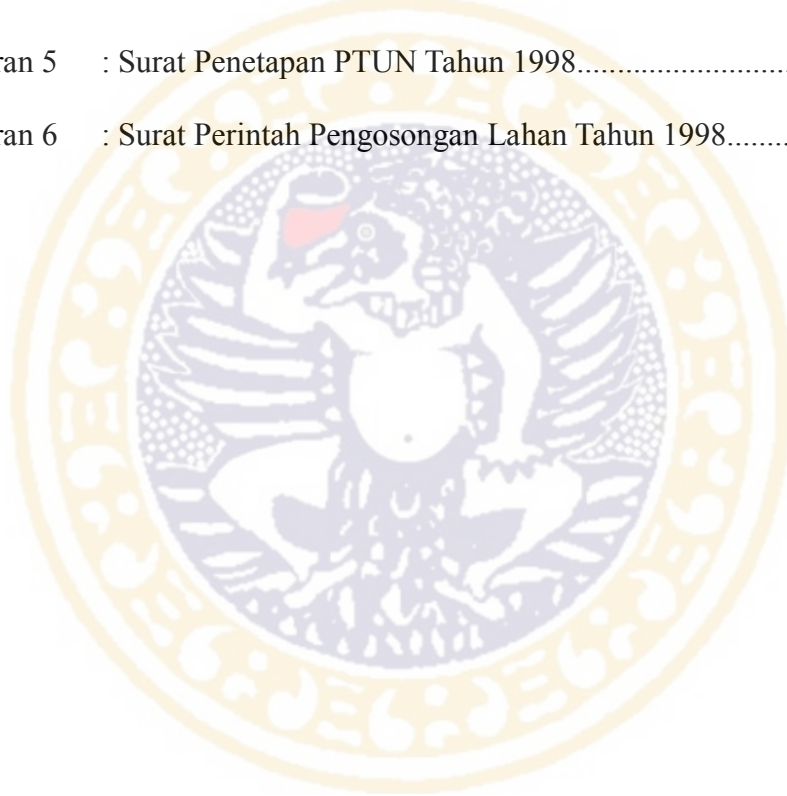 ran 5 : Surat Penetapan PTUN Tahun 1998..........................
ran 6 : Surat Perintah Pengosongan Lahan Tahun 1998........